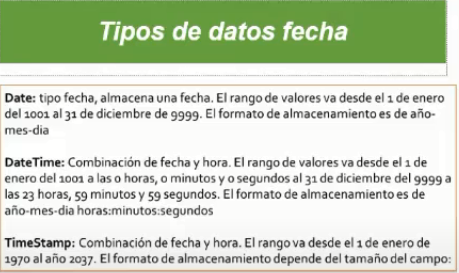 Tipos de datos fecha
Date: tipo fecha, almacena una fecha. El rango de valores va desde el 1 de enero
del 1001 al 31 de diciembre de 9999. El formato de almacenamiento es de año-
mes-dia
DateTime: Combinación de fecha y hora. El rango de valores va desde el 1 de
enero del 1001 a las 0 horas, 0 minutos y 0 segundos al 31 de diciembre del 9999 a
las 23 horas, 59 minutos y 59 segundos. El formato de almacenamiento es de
año-mes-dia horas:minutos:segundos
TimeStamp: Combinación de fecha y hora. El rango va desde el 1 de enero de
1970 al año 2037. El formato de almacenamiento depende del tamaño del campo: